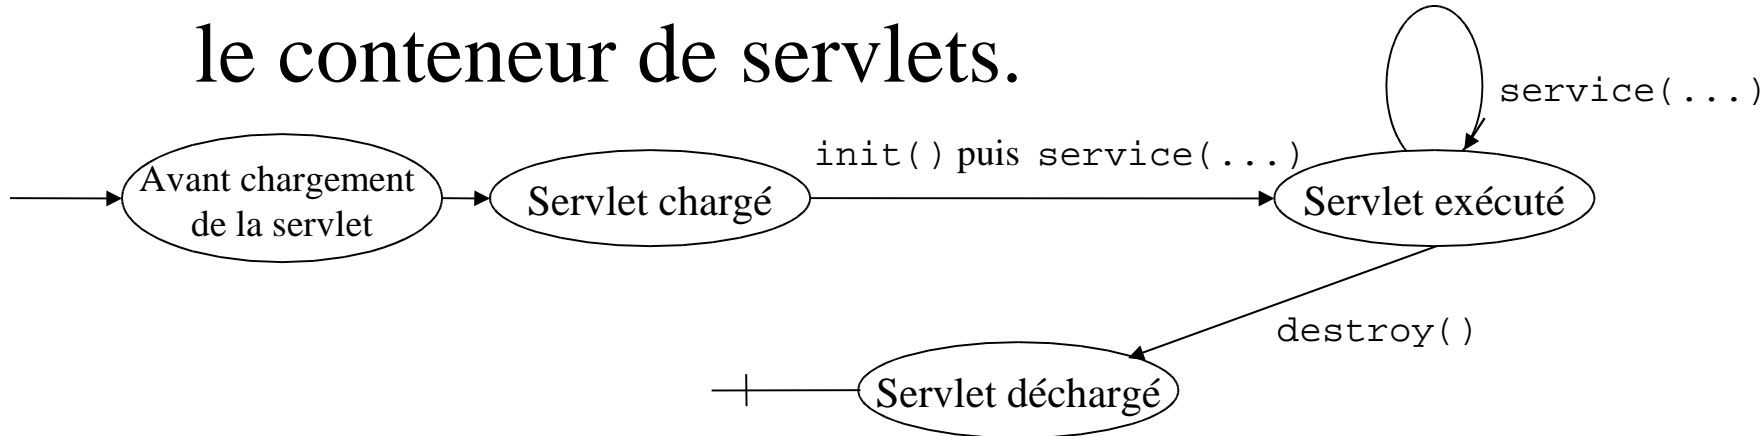 le conteneur de servlets.
service(...)
init() puis service(...)
Avant chargement
de la servlet
Servlet chargé
Servlet exécuté
destroy()
Servlet déchargé